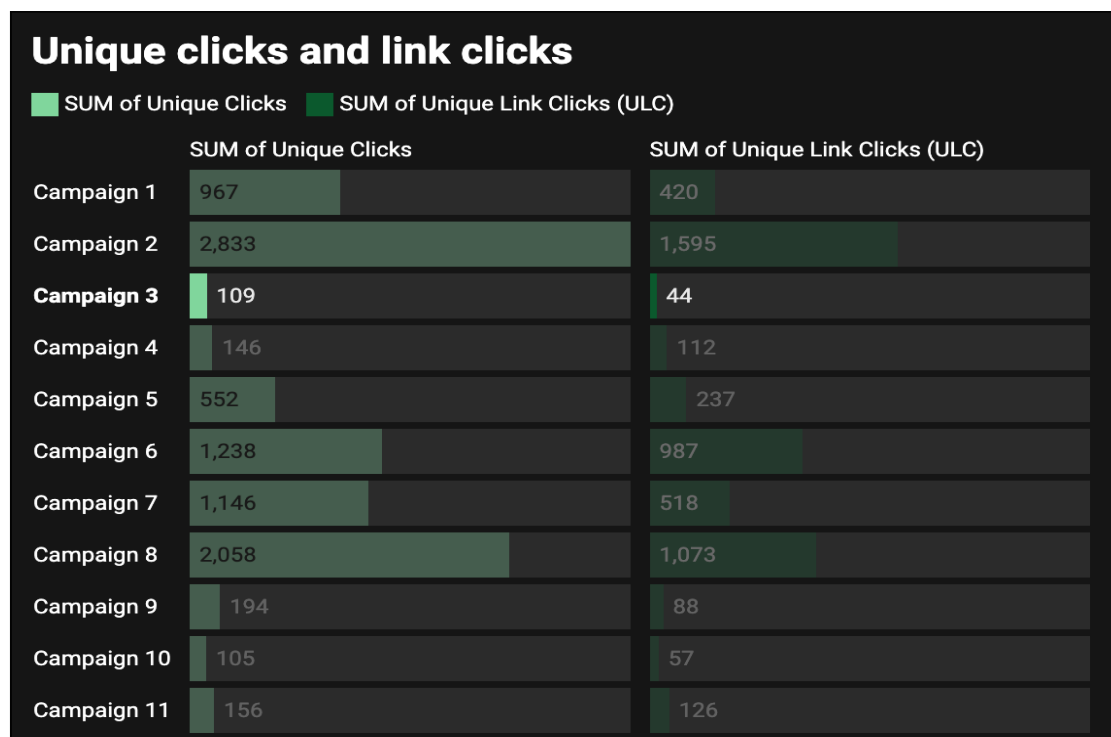 Unique clicks and link clicks
SUM of Unique Clicks SUM of Unique Link Clicks (ULC)
SUM of Unique Clicks SUM of Unique Link Clicks (ULC)
Campaign 1 967 420
Campaign 2 2,833 1,595
Campaign 3 109 44
Campaign 4 146 112
Campaign 5 552 237
Campaign 6 1,238 987
Campaign 7 1,146 518
Campaign 8 2,058 1,073
Campaign 9 194 88
Campaign 10 105 57
Campaign 11 156 126